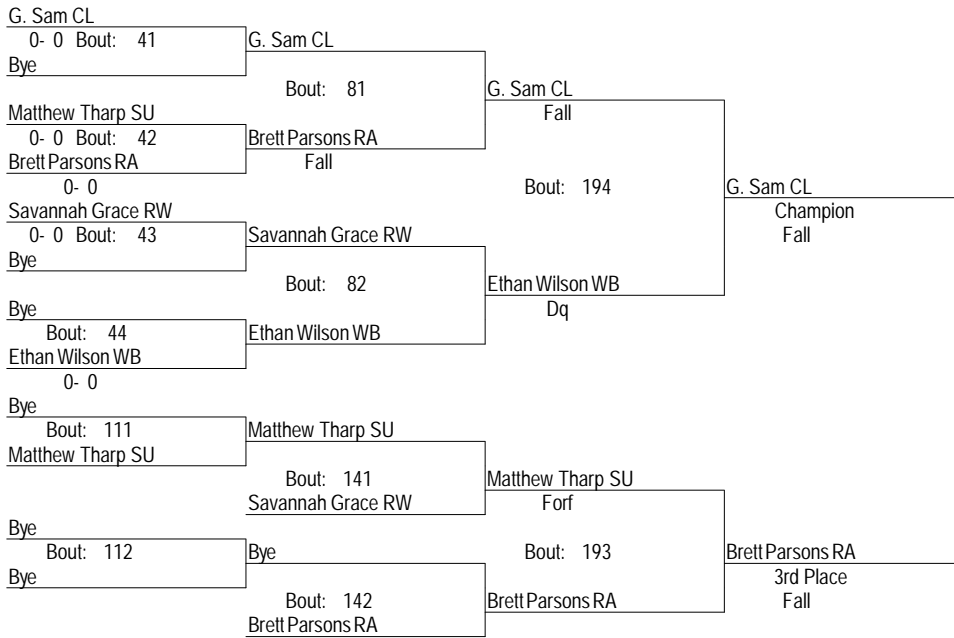 G. Sam CL
0- 0 Bout: 41
G. Sam CL
Bye
Bout: 81
G. Sam CL
Matthew Tharp SU
Fall
0- 0 Bout: 42
Brett Parsons RA
Brett Parsons RA
Fall
0- 0
Bout: 194
G. Sam CL
Savannah Grace RW
Champion
0- 0 Bout: 43
Savannah Grace RW
Fall
Bye
Bout: 82
Ethan Wilson WB
Bye
Dq
Bout: 44
Ethan Wilson WB
Ethan Wilson WB
0- 0
Bye
Bout: 111
Matthew Tharp SU
Matthew Tharp SU
Bout: 141
Matthew Tharp SU
Savannah Grace RW
Forf
Bye
Bout: 112
Bye
Bout: 193
Brett Parsons RA
Bye
3rd Place
Bout: 142
Brett Parsons RA
Fall
Brett Parsons RA